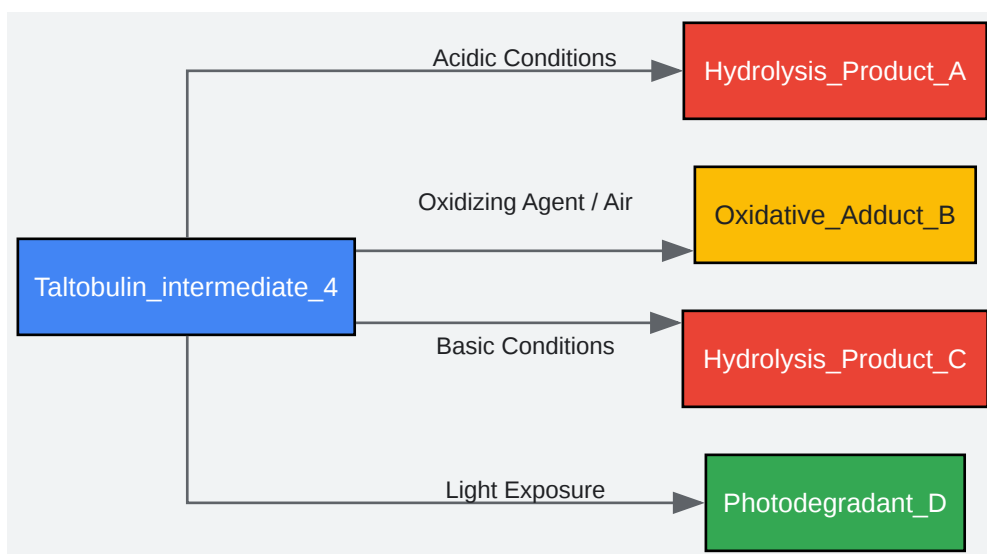 Acidic Conditions
Hydrolysis_Product_A
Oxidizing Agent / Air
Oxidative_Adduct_B
Taltobulin_intermediate_4
Basic Conditions
Hydrolysis_Product_C
Light Exposure
Photodegradant_D